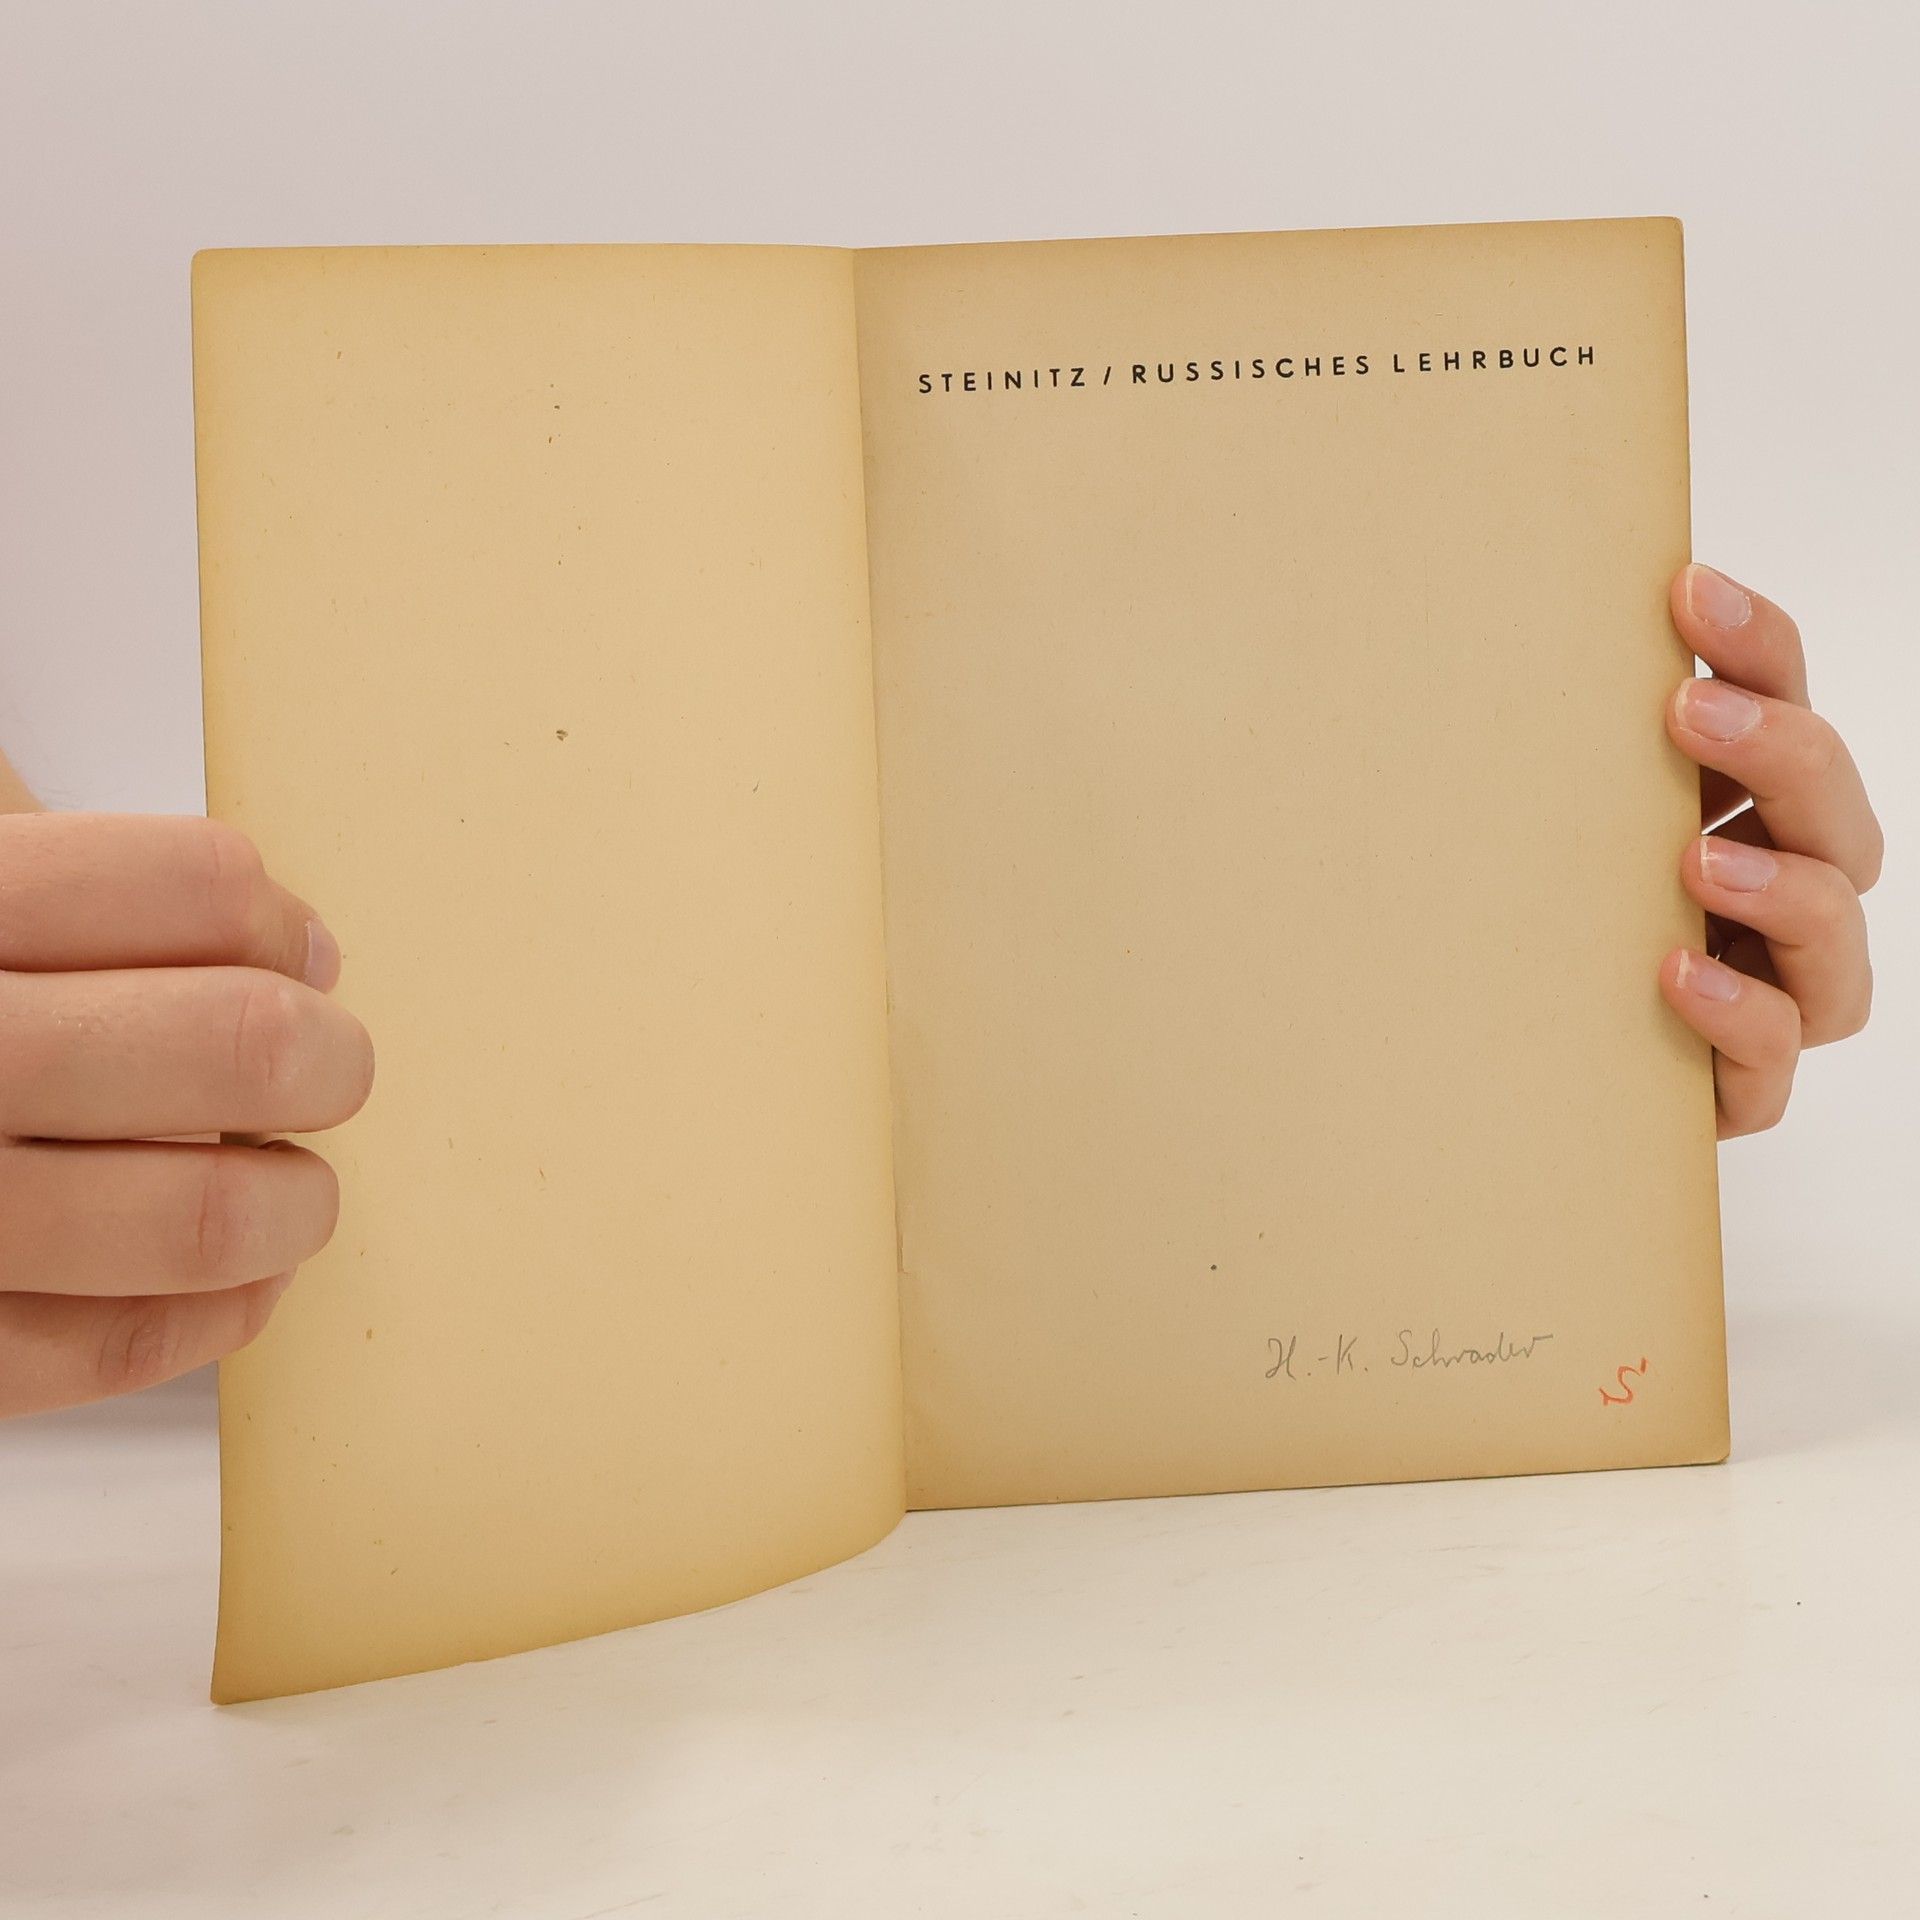 STEINITZ / RUSSISCHES LEHRBUCH
H.-K. Schrader
S